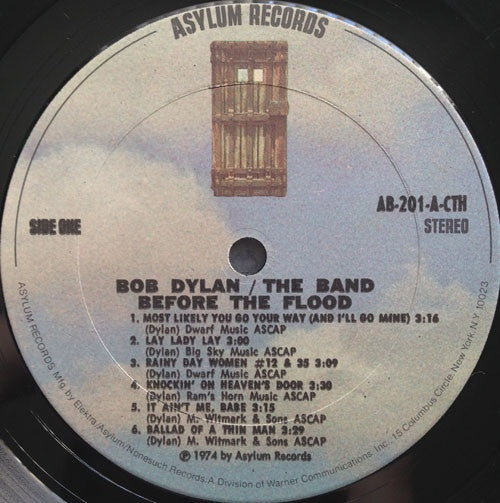 ASYLUM RECORDS
AB-201-A-CTH
SIDE ONE
STEREO
BOB DYLAN / THE BAND
BEFORE THE FLOOD
1. MOST LIKELY YOU GO YOUR WAY (AND I'LL GO MINE) 3:16
(Dylan) Dwarf Music ASCAP
2. LAY LADY LAY 3:00
(Dylan) Big Sky Music ASCAP
3. RAINY DAY WOMEN #12 & 35 3:09
(Dylan) Dwarf Music ASCAP
4. KNOCKIN' ON HEAVEN'S DOOR 3:30
(Dylan) Ram's Horn Music ASCAP
5. IT AIN'T ME, BABE 3:15
(Dylan) M. Witmark & Sons ASCAP
6. BALLAD OF A THIN MAN 3:29
(Dylan) M. Witmark & Sons ASCAP
℗ 1974 by Asylum Records
ASYLUM RECORDS Mfg. by Elektra/Asylum/Nonesuch Records: A Division of Warner Communications, Inc. 15 Columbus Circle, New York, N.Y. 10023